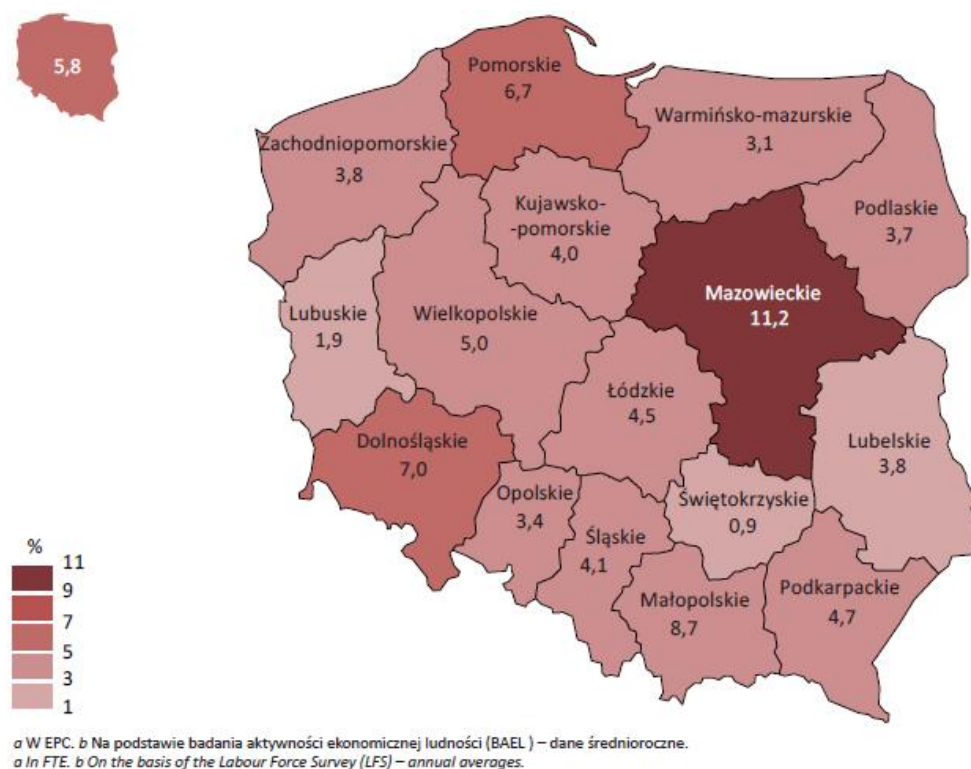 5,8
Pomorskie
6,7
Warmińsko-mazurskie
3,1
Zachodniopomorskie
3,8
Kujawsko-
-pomorskie
4,0
Podlaskie
3,7
Mazowieckie
11,2
Lubuskie
1,9
Wielkopolskie
5,0
Łódzkie
4,5
Dolnośląskie
7,0
Lubelskie
3,8
Opolskie
3,4
Świętokrzyskie
0,9
Śląskie
4,1
Małopolskie
8,7
Podkarpackie
4,7
%
11
9
7
5
3
1
a W EPC. b Na podstawie badania aktywności ekonomicznej ludności (BAEL ) – dane średnioroczne.
a In FTE. b On the basis of the Labour Force Survey (LFS) – annual averages.